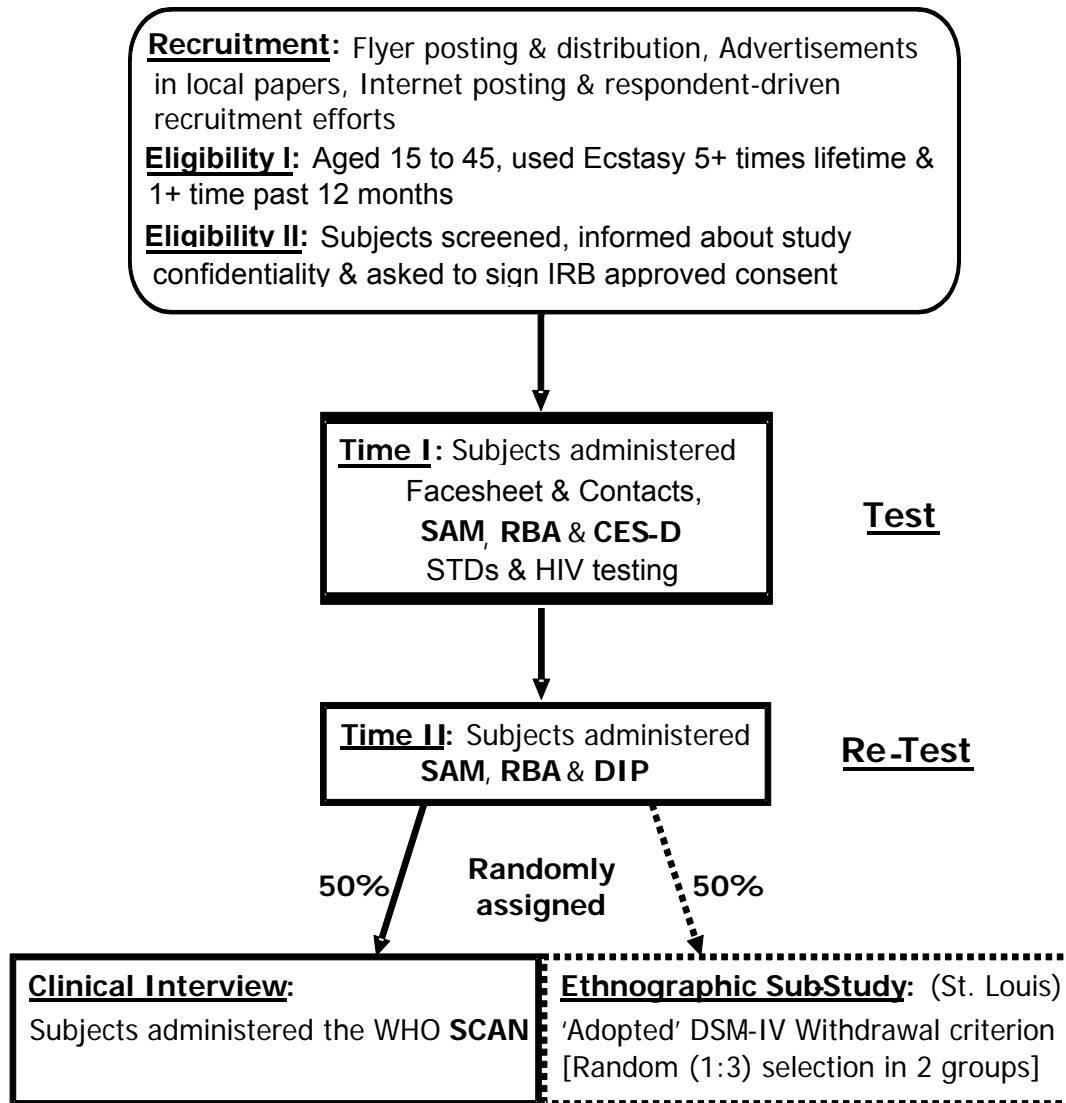 Recruitment: Flyer posting & distribution, Advertisements
in local papers, Internet posting & respondent-driven
recruitment efforts
Eligibility I: Aged 15 to 45, used Ecstasy 5+ times lifetime &
1+ time past 12 months
Eligibility II: Subjects screened, informed about study
confidentiality & asked to sign IRB approved consent
Time I: Subjects administered
Facesheet & Contacts,
SAM, RBA & CES-D
STDs & HIV testing
Test
Time II: Subjects administered
SAM, RBA & DIP
Re-Test
50%
Randomly
assigned
50%
Clinical Interview:
Subjects administered the WHO SCAN
Ethnographic Sub-Study: (St. Louis)
'Adopted' DSM-IV Withdrawal criterion
[Random (1:3) selection in 2 groups]